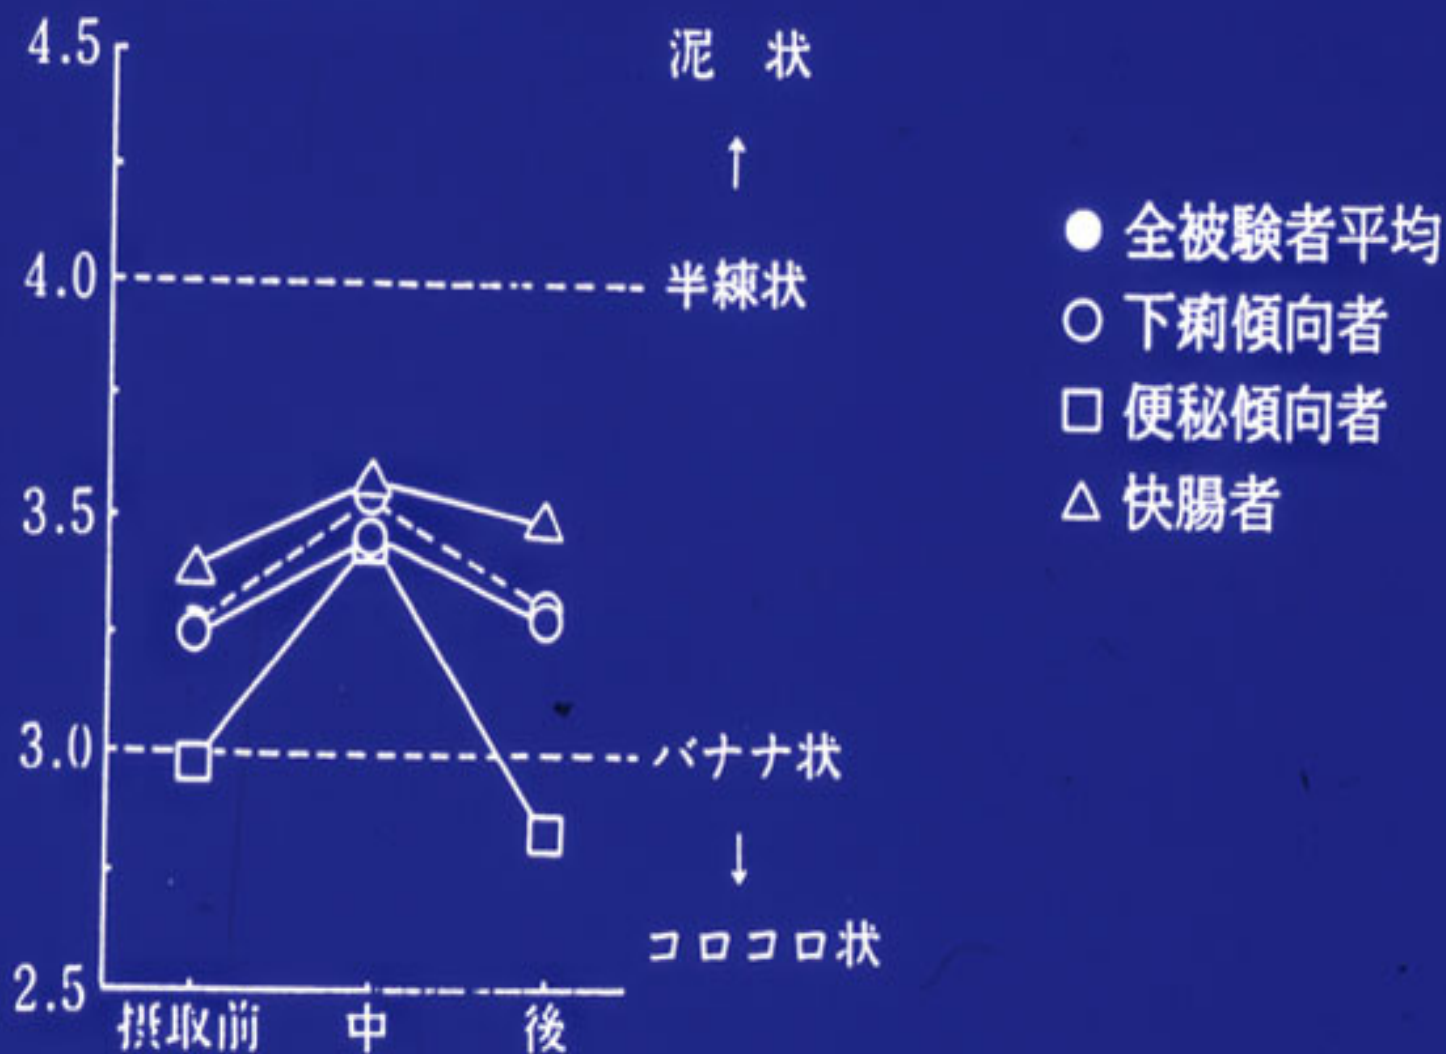 4.5
泥 状
↑
4.0
半練状
3.5
3.0
バナナ状
↓
コロコロ状
2.5
摂取前 中 後
● 全被験者平均
○ 下痢傾向者
□ 便秘傾向者
△ 快腸者